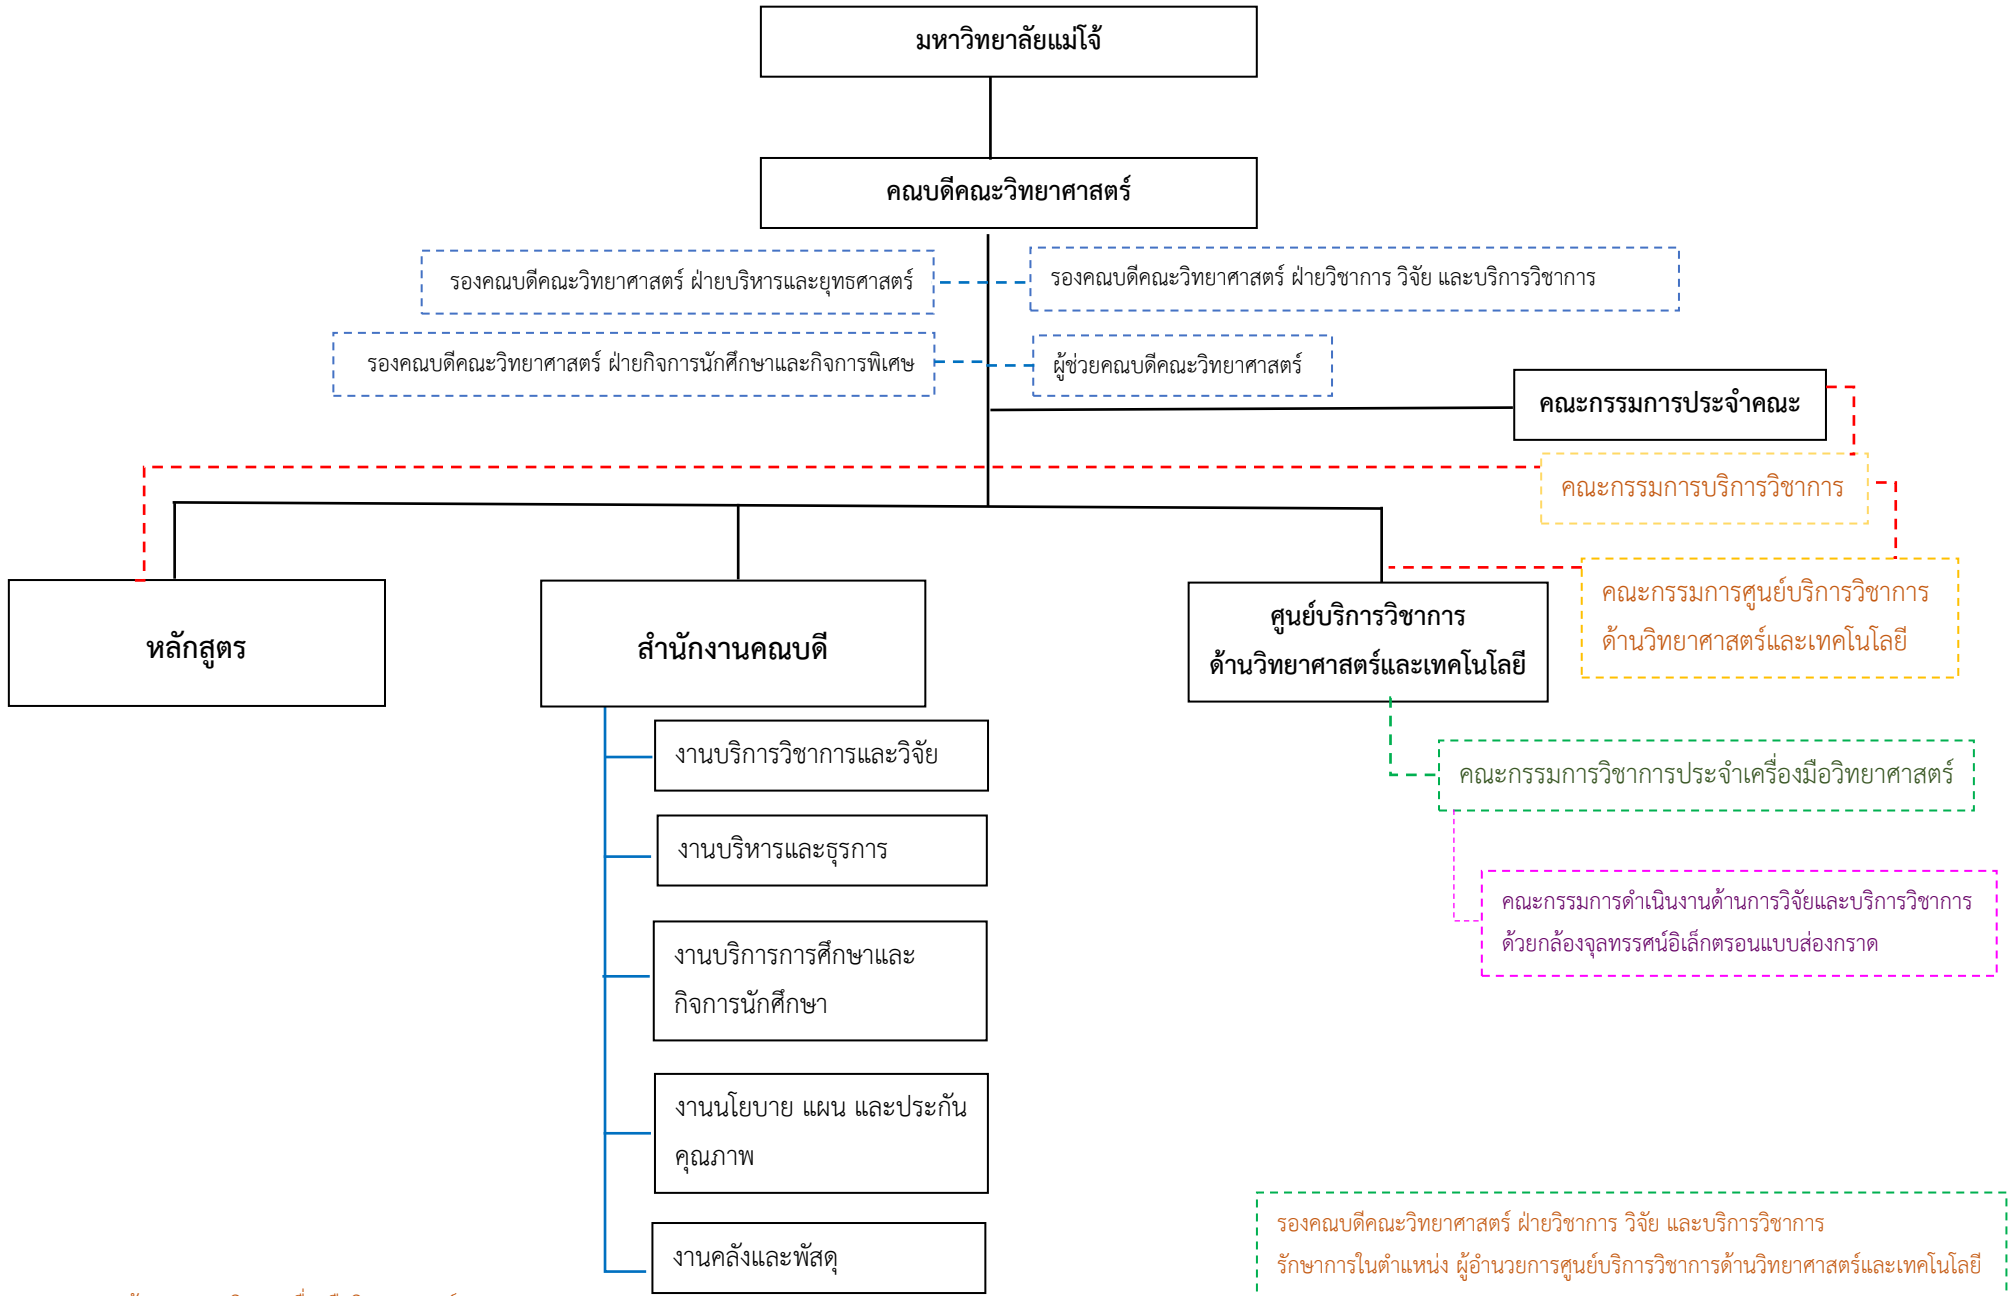 มหาวิทยาลัยแม่โจ้
คณบดีคณะวิทยาศาสตร์
รองคณบดีคณะวิทยาศาสตร์ ฝ่ายบริหารและยุทธศาสตร์
รองคณบดีคณะวิทยาศาสตร์ ฝ่ายวิชาการ วิจัย และบริการวิชาการ
รองคณบดีคณะวิทยาศาสตร์ ฝ่ายกิจการนักศึกษาและกิจการพิเศษ
ผู้ช่วยคณบดีคณะวิทยาศาสตร์
คณะกรรมการประจำคณะ
คณะกรรมการบริการวิชาการ
คณะกรรมการศูนย์บริการวิชาการ
ด้านวิทยาศาสตร์และเทคโนโลยี
หลักสูตร
สำนักงานคณบดี
ศูนย์บริการวิชาการ
ด้านวิทยาศาสตร์และเทคโนโลยี
งานบริการวิชาการและวิจัย
งานบริหารและธุรการ
งานบริการการศึกษาและ
กิจการนักศึกษา
งานนโยบาย แผน และประกัน
คุณภาพ
งานคลังและพัสดุ
คณะกรรมการวิชาการประจำเครื่องมือวิทยาศาสตร์
คณะกรรมการดำเนินงานด้านการวิจัยและบริการวิชาการ
ด้วยกล้องจุลทรรศน์อิเล็กตรอนแบบส่องกราด
รองคณบดีคณะวิทยาศาสตร์ ฝ่ายวิชาการ วิจัย และบริการวิชาการ
รักษาการในตำแหน่ง ผู้อำนวยการศูนย์บริการวิชาการด้านวิทยาศาสตร์และเทคโนโลยี